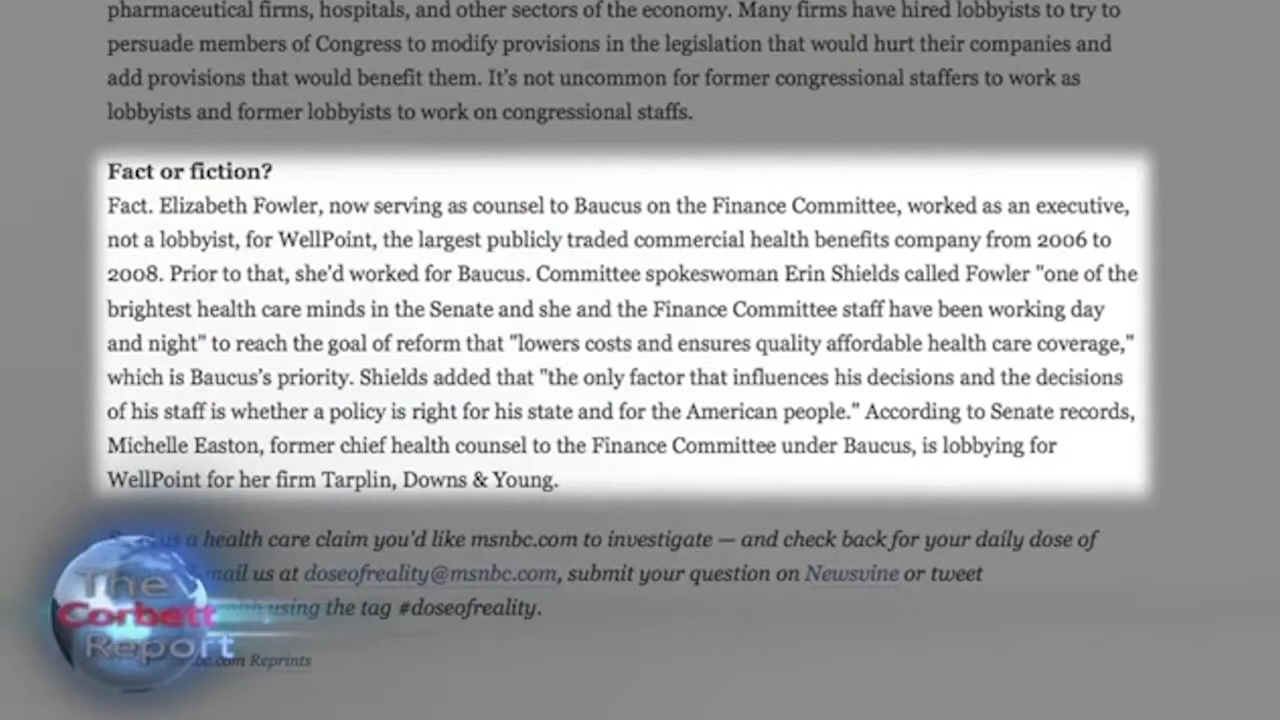 pharmaceutical firms, hospitals, and other sectors of the economy. Many firms have hired lobbyists to try to
persuade members of Congress to modify provisions in the legislation that would hurt their companies and
add provisions that would benefit them. It's not uncommon for former congressional staffers to work as
lobbyists and former lobbyists to work on congressional staffs.
Fact or fiction?
Fact. Elizabeth Fowler, now serving as counsel to Baucus on the Finance Committee, worked as an executive,
not a lobbyist, for WellPoint, the largest publicly traded commercial health benefits company from 2006 to
2008. Prior to that, she'd worked for Baucus. Committee spokeswoman Erin Shields called Fowler "one of the
brightest health care minds in the Senate and she and the Finance Committee staff have been working day
and night" to reach the goal of reform that "lowers costs and ensures quality affordable health care coverage,"
which is Baucus's priority. Shields added that "the only factor that influences his decisions and the decisions
of his staff is whether a policy is right for his state and for the American people." According to Senate records,
Michelle Easton, former chief health counsel to the Finance Committee under Baucus, is lobbying for
WellPoint for her firm Tarplin, Downs & Young.
us a health care claim you'd like msnbc.com to investigate — and check back for your daily dose of
mail us at doseofreality@msnbc.com, submit your question on Newsvine or tweet
using the tag #doseofreality.
Reprints
The
Corbett
Report